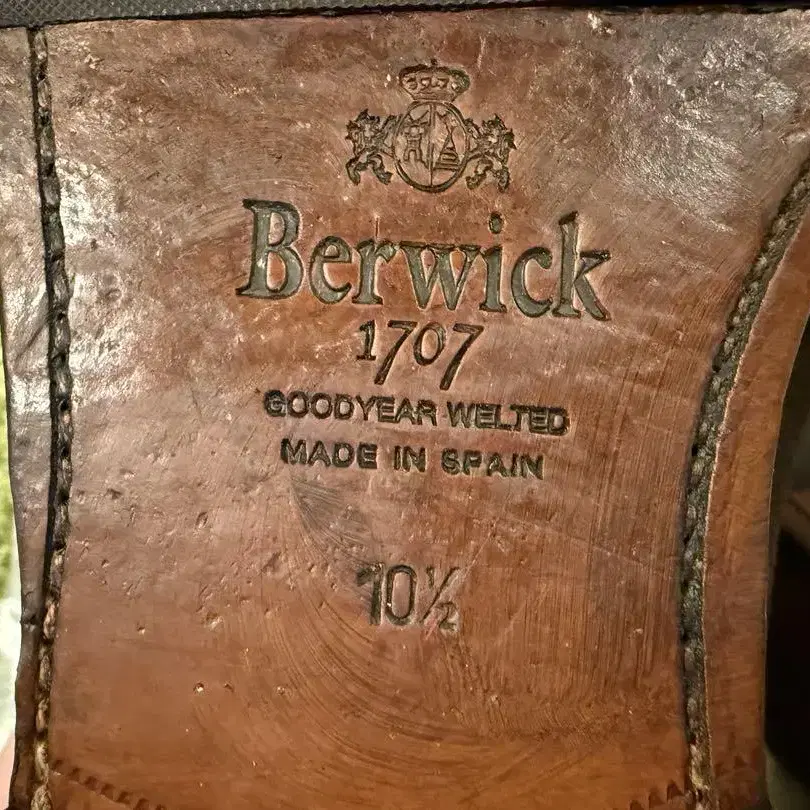 Berwick
1707
GOODYEAR WELTED
MADE IN SPAIN
10½